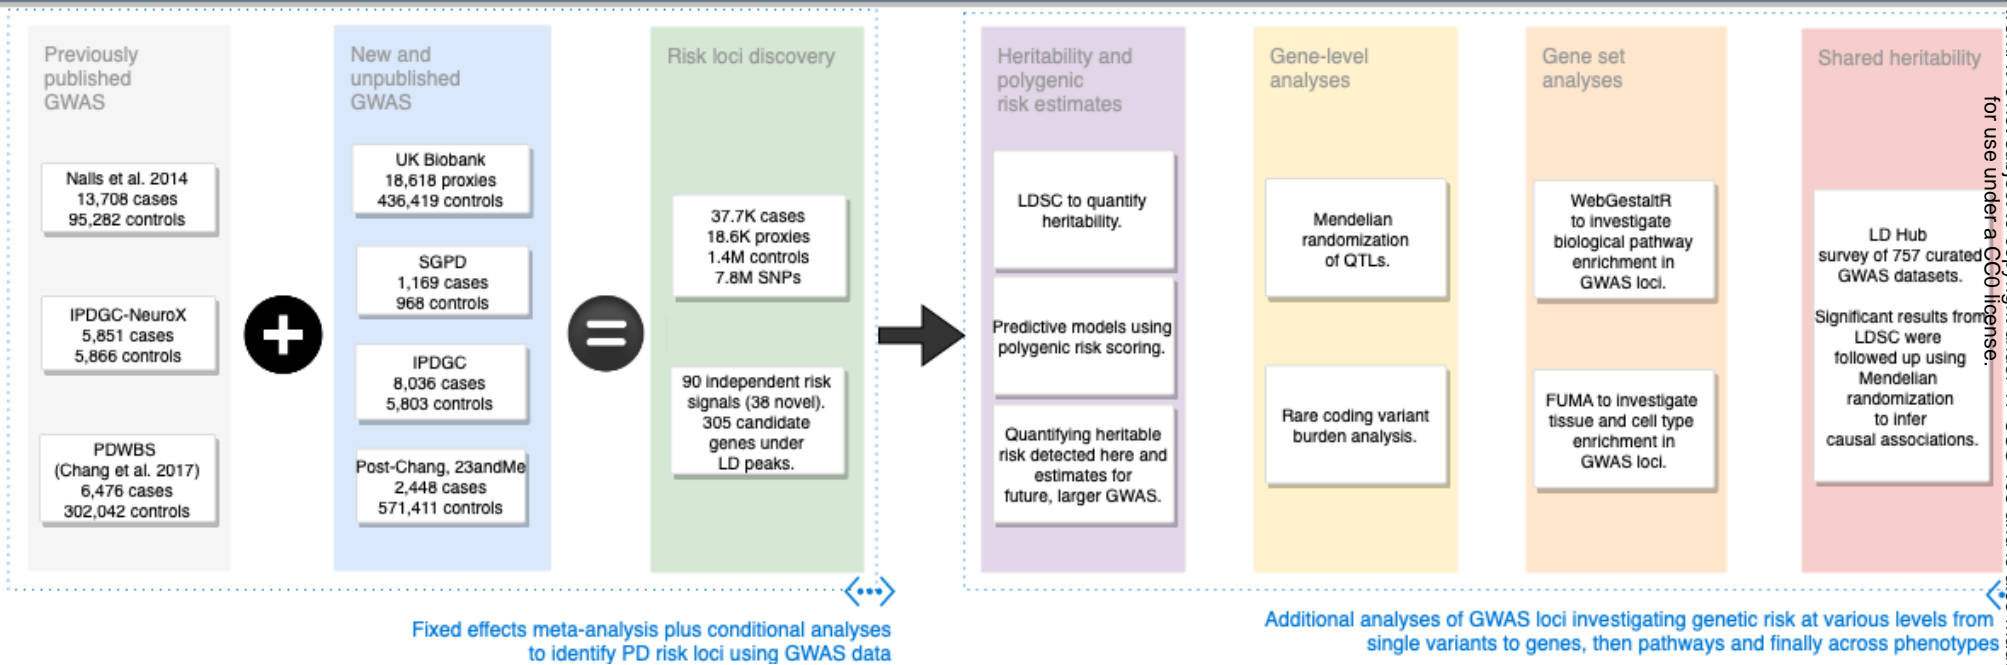 Previously
published
GWAS
Nalls et al. 2014
13,708 cases
95,282 controls
IPDGC-NeuroX
5,851 cases
5,866 controls
PDWBS
(Chang et al. 2017)
6,476 cases
302,042 controls
New and
unpublished
GWAS
UK Biobank
18,618 proxies
436,419 controls
SGPD
1,169 cases
968 controls
IPDGC
8,036 cases
5,803 controls
Post-Chang, 23andMe
2,448 cases
571,411 controls
Risk loci discovery
37.7K cases
18.6K proxies
1.4M controls
7.8M SNPs
90 independent risk
signals (38 novel).
305 candidate
genes under
LD peaks.
Fixed effects meta-analysis plus conditional analyses
to identify PD risk loci using GWAS data
Heritability and
polygenic
risk estimates
LDSC to quantify
heritability.
Predictive models using
polygenic risk scoring.
Quantifying heritable
risk detected here and
estimates for
future, larger GWAS.
Gene-level
analyses
Mendelian
randomization
of QTLs.
Rare coding variant
burden analysis.
Gene set
analyses
WebGestaltR
to investigate
biological pathway
enrichment in
GWAS loci.
FUMA to investigate
tissue and cell type
enrichment in
GWAS loci.
Shared heritability
LD Hub
survey of 757 curated
GWAS datasets.
Significant results from
LDSC were
followed up using
Mendelian
randomization
to infer
causal associations.
Additional analyses of GWAS loci investigating genetic risk at various levels from
single variants to genes, then pathways and finally across phenotypes
for use under a CC0 license.